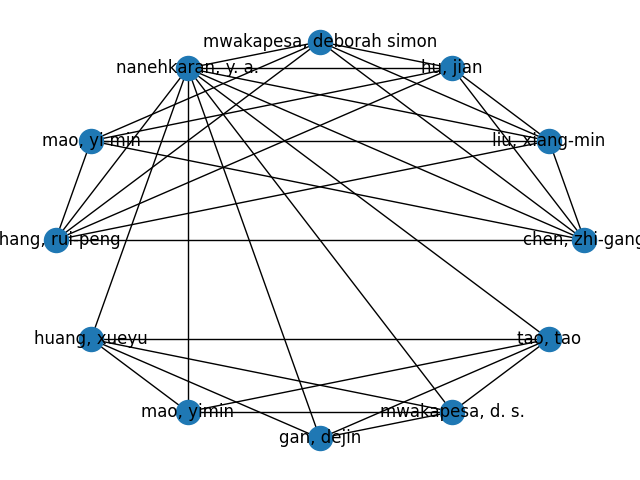 mwakapesa, deborah simon
nanehkaran, y. a.
hu, jian
mao, yi-min
liu, xiang-min
hang, rui-peng
chen, zhi-gang
huang, xueyu
tao, tao
mao, yimin
mwakapesa, d. s.
gan, dejin